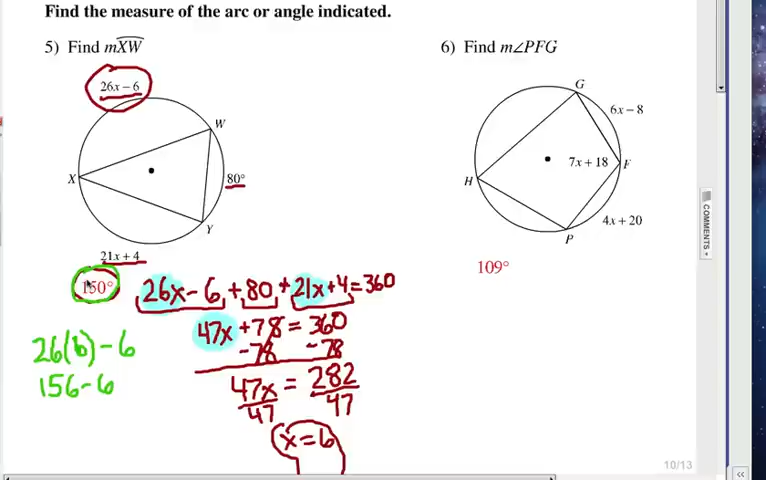 Find the measure of the arc or angle indicated.
5) Find mXW
6) Find m∠PFG
26x – 6
W
X
80°
Y
21x + 4
G
6x – 8
7x + 18
F
H
4x + 20
P
150°
109°
26x - 6 + 80 + 21x + 4 = 360
47x + 78 = 360
-78 -78
47x = 282
47 47
x = 6
26(6) - 6
156 - 6
COMMENTS
10/13